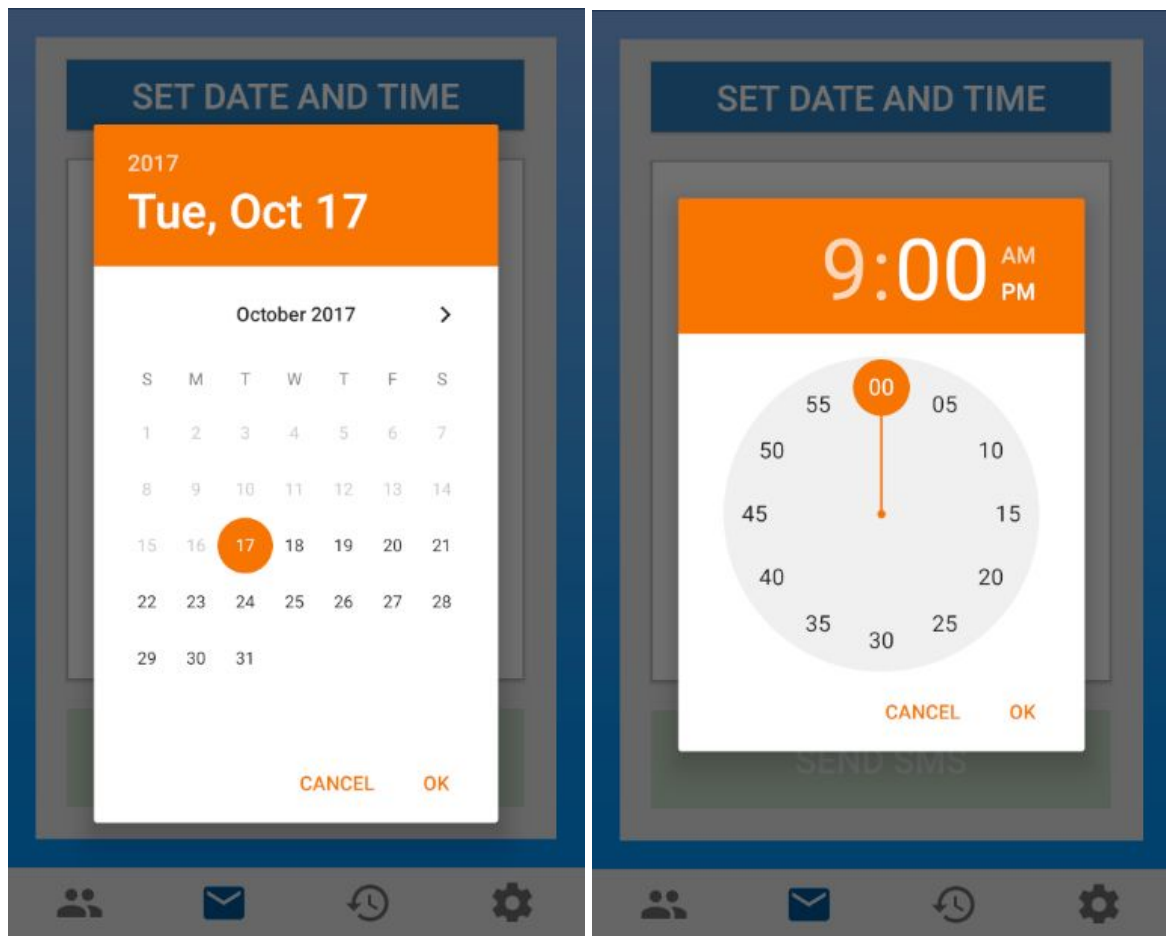 SET DATE AND TIME
2017
Tue, Oct 17
October 2017
S M T W T F S
1 2 3 4 5 6 7
8 9 10 11 12 13 14
15 16 17 18 19 20 21
22 23 24 25 26 27 28
29 30 31
CANCEL OK
SET DATE AND TIME
9:00 AM
PM
00
55 05
50 10
45 15
40 20
35 25
30
CANCEL OK
SEND SMS